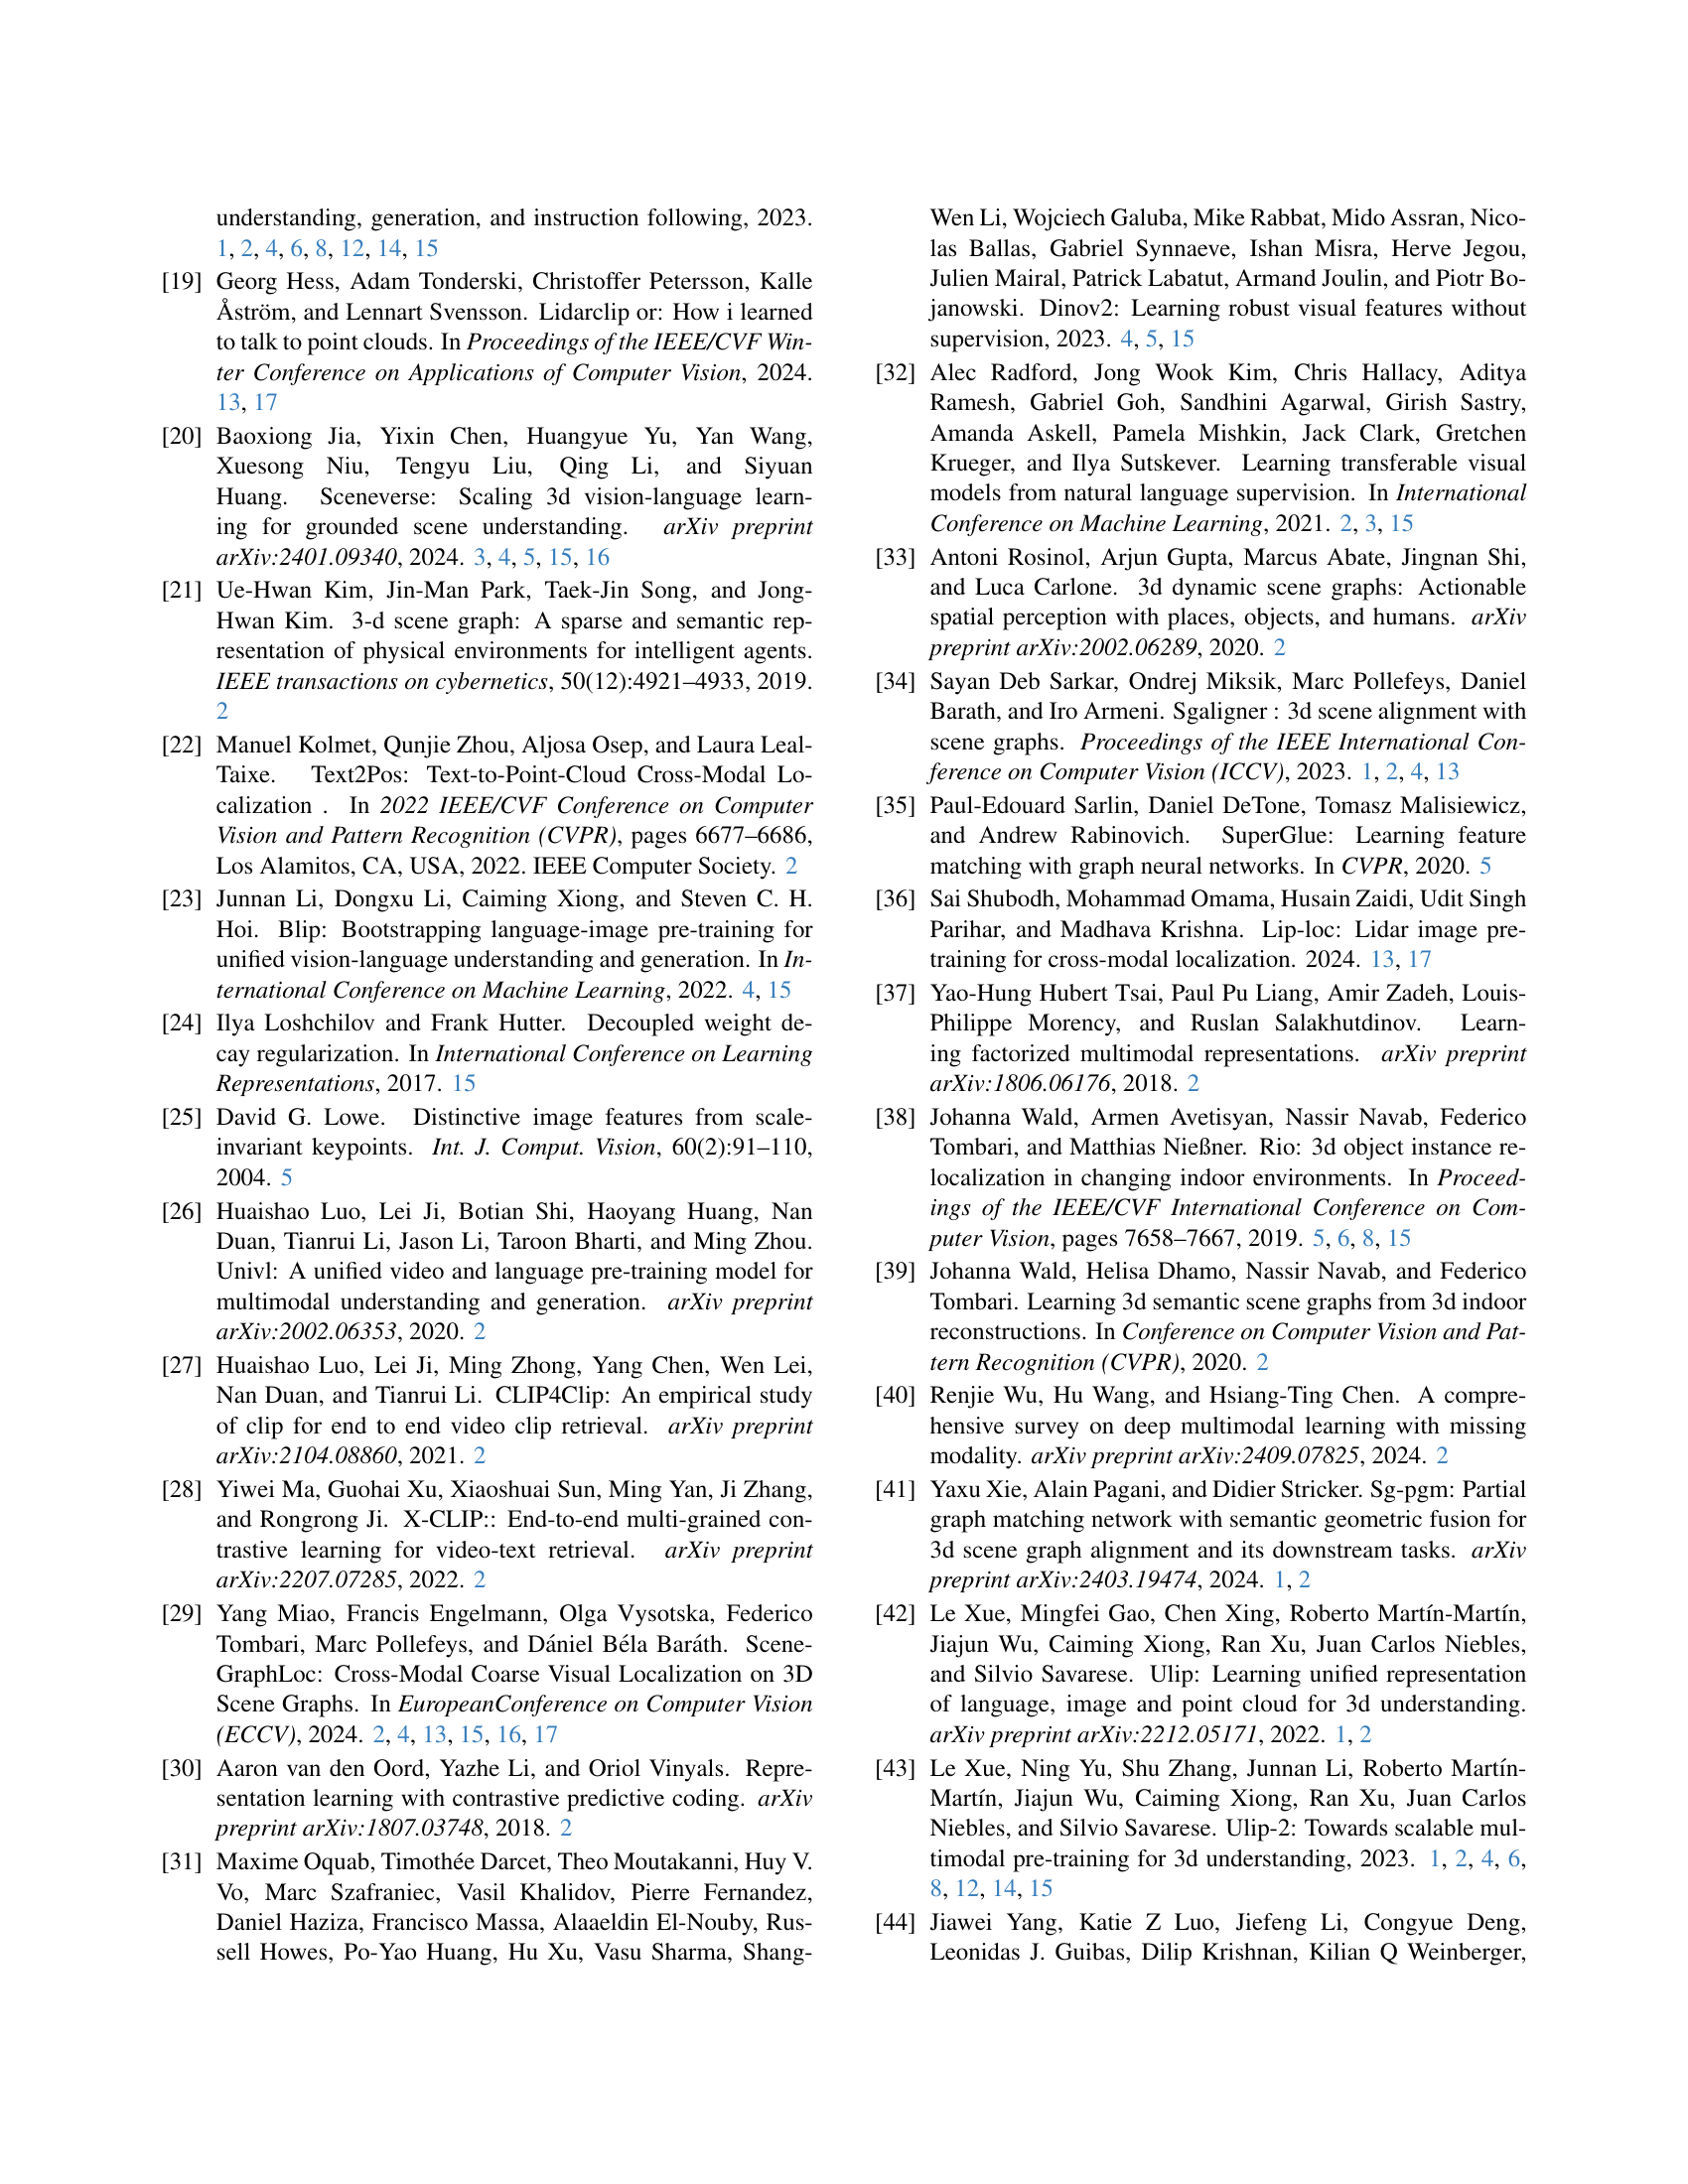 understanding, generation, and instruction following, 2023.
1, 2, 4, 6, 8, 12, 14, 15
[19] Georg Hess, Adam Tonderski, Christoffer Petersson, Kalle
Åström, and Lennart Svensson. Lidarclip or: How i learned
to talk to point clouds. In Proceedings of the IEEE/CVF Win-
ter Conference on Applications of Computer Vision, 2024.
13, 17
[20] Baoxiong Jia, Yixin Chen, Huangyue Yu, Yan Wang,
Xuesong Niu, Tengyu Liu, Qing Li, and Siyuan
Huang. Sceneverse: Scaling 3d vision-language learn-
ing for grounded scene understanding. arXiv preprint
arXiv:2401.09340, 2024. 3, 4, 5, 15, 16
[21] Ue-Hwan Kim, Jin-Man Park, Taek-Jin Song, and Jong-
Hwan Kim. 3-d scene graph: A sparse and semantic rep-
resentation of physical environments for intelligent agents.
IEEE transactions on cybernetics, 50(12):4921–4933, 2019.
2
[22] Manuel Kolmet, Qunjie Zhou, Aljosa Osep, and Laura Leal-
Taixe. Text2Pos: Text-to-Point-Cloud Cross-Modal Lo-
calization . In 2022 IEEE/CVF Conference on Computer
Vision and Pattern Recognition (CVPR), pages 6677–6686,
Los Alamitos, CA, USA, 2022. IEEE Computer Society. 2
[23] Junnan Li, Dongxu Li, Caiming Xiong, and Steven C. H.
Hoi. Blip: Bootstrapping language-image pre-training for
unified vision-language understanding and generation. In In-
ternational Conference on Machine Learning, 2022. 4, 15
[24] Ilya Loshchilov and Frank Hutter. Decoupled weight de-
cay regularization. In International Conference on Learning
Representations, 2017. 15
[25] David G. Lowe. Distinctive image features from scale-
invariant keypoints. Int. J. Comput. Vision, 60(2):91–110,
2004. 5
[26] Huaishao Luo, Lei Ji, Botian Shi, Haoyang Huang, Nan
Duan, Tianrui Li, Jason Li, Taroon Bharti, and Ming Zhou.
Univl: A unified video and language pre-training model for
multimodal understanding and generation. arXiv preprint
arXiv:2002.06353, 2020. 2
[27] Huaishao Luo, Lei Ji, Ming Zhong, Yang Chen, Wen Lei,
Nan Duan, and Tianrui Li. CLIP4Clip: An empirical study
of clip for end to end video clip retrieval. arXiv preprint
arXiv:2104.08860, 2021. 2
[28] Yiwei Ma, Guohai Xu, Xiaoshuai Sun, Ming Yan, Ji Zhang,
and Rongrong Ji. X-CLIP:: End-to-end multi-grained con-
trastive learning for video-text retrieval. arXiv preprint
arXiv:2207.07285, 2022. 2
[29] Yang Miao, Francis Engelmann, Olga Vysotska, Federico
Tombari, Marc Pollefeys, and Dániel Béla Baráth. Scene-
GraphLoc: Cross-Modal Coarse Visual Localization on 3D
Scene Graphs. In EuropeanConference on Computer Vision
(ECCV), 2024. 2, 4, 13, 15, 16, 17
[30] Aaron van den Oord, Yazhe Li, and Oriol Vinyals. Repre-
sentation learning with contrastive predictive coding. arXiv
preprint arXiv:1807.03748, 2018. 2
[31] Maxime Oquab, Timothée Darcet, Theo Moutakanni, Huy V.
Vo, Marc Szafraniec, Vasil Khalidov, Pierre Fernandez,
Daniel Haziza, Francisco Massa, Alaaeldin El-Nouby, Rus-
sell Howes, Po-Yao Huang, Hu Xu, Vasu Sharma, Shang-
Wen Li, Wojciech Galuba, Mike Rabbat, Mido Assran, Nico-
las Ballas, Gabriel Synnaeve, Ishan Misra, Herve Jegou,
Julien Mairal, Patrick Labatut, Armand Joulin, and Piotr Bo-
janowski. Dinov2: Learning robust visual features without
supervision, 2023. 4, 5, 15
[32] Alec Radford, Jong Wook Kim, Chris Hallacy, Aditya
Ramesh, Gabriel Goh, Sandhini Agarwal, Girish Sastry,
Amanda Askell, Pamela Mishkin, Jack Clark, Gretchen
Krueger, and Ilya Sutskever. Learning transferable visual
models from natural language supervision. In International
Conference on Machine Learning, 2021. 2, 3, 15
[33] Antoni Rosinol, Arjun Gupta, Marcus Abate, Jingnan Shi,
and Luca Carlone. 3d dynamic scene graphs: Actionable
spatial perception with places, objects, and humans. arXiv
preprint arXiv:2002.06289, 2020. 2
[34] Sayan Deb Sarkar, Ondrej Miksik, Marc Pollefeys, Daniel
Barath, and Iro Armeni. Sgaligner : 3d scene alignment with
scene graphs. Proceedings of the IEEE International Con-
ference on Computer Vision (ICCV), 2023. 1, 2, 4, 13
[35] Paul-Edouard Sarlin, Daniel DeTone, Tomasz Malisiewicz,
and Andrew Rabinovich. SuperGlue: Learning feature
matching with graph neural networks. In CVPR, 2020. 5
[36] Sai Shubodh, Mohammad Omama, Husain Zaidi, Udit Singh
Parihar, and Madhava Krishna. Lip-loc: Lidar image pre-
training for cross-modal localization. 2024. 13, 17
[37] Yao-Hung Hubert Tsai, Paul Pu Liang, Amir Zadeh, Louis-
Philippe Morency, and Ruslan Salakhutdinov. Learn-
ing factorized multimodal representations. arXiv preprint
arXiv:1806.06176, 2018. 2
[38] Johanna Wald, Armen Avetisyan, Nassir Navab, Federico
Tombari, and Matthias Nießner. Rio: 3d object instance re-
localization in changing indoor environments. In Proceed-
ings of the IEEE/CVF International Conference on Com-
puter Vision, pages 7658–7667, 2019. 5, 6, 8, 15
[39] Johanna Wald, Helisa Dhamo, Nassir Navab, and Federico
Tombari. Learning 3d semantic scene graphs from 3d indoor
reconstructions. In Conference on Computer Vision and Pat-
tern Recognition (CVPR), 2020. 2
[40] Renjie Wu, Hu Wang, and Hsiang-Ting Chen. A compre-
hensive survey on deep multimodal learning with missing
modality. arXiv preprint arXiv:2409.07825, 2024. 2
[41] Yaxu Xie, Alain Pagani, and Didier Stricker. Sg-pgm: Partial
graph matching network with semantic geometric fusion for
3d scene graph alignment and its downstream tasks. arXiv
preprint arXiv:2403.19474, 2024. 1, 2
[42] Le Xue, Mingfei Gao, Chen Xing, Roberto Martín-Martín,
Jiajun Wu, Caiming Xiong, Ran Xu, Juan Carlos Niebles,
and Silvio Savarese. Ulip: Learning unified representation
of language, image and point cloud for 3d understanding.
arXiv preprint arXiv:2212.05171, 2022. 1, 2
[43] Le Xue, Ning Yu, Shu Zhang, Junnan Li, Roberto Martín-
Martín, Jiajun Wu, Caiming Xiong, Ran Xu, Juan Carlos
Niebles, and Silvio Savarese. Ulip-2: Towards scalable mul-
timodal pre-training for 3d understanding, 2023. 1, 2, 4, 6,
8, 12, 14, 15
[44] Jiawei Yang, Katie Z Luo, Jiefeng Li, Congyue Deng,
Leonidas J. Guibas, Dilip Krishnan, Kilian Q Weinberger,